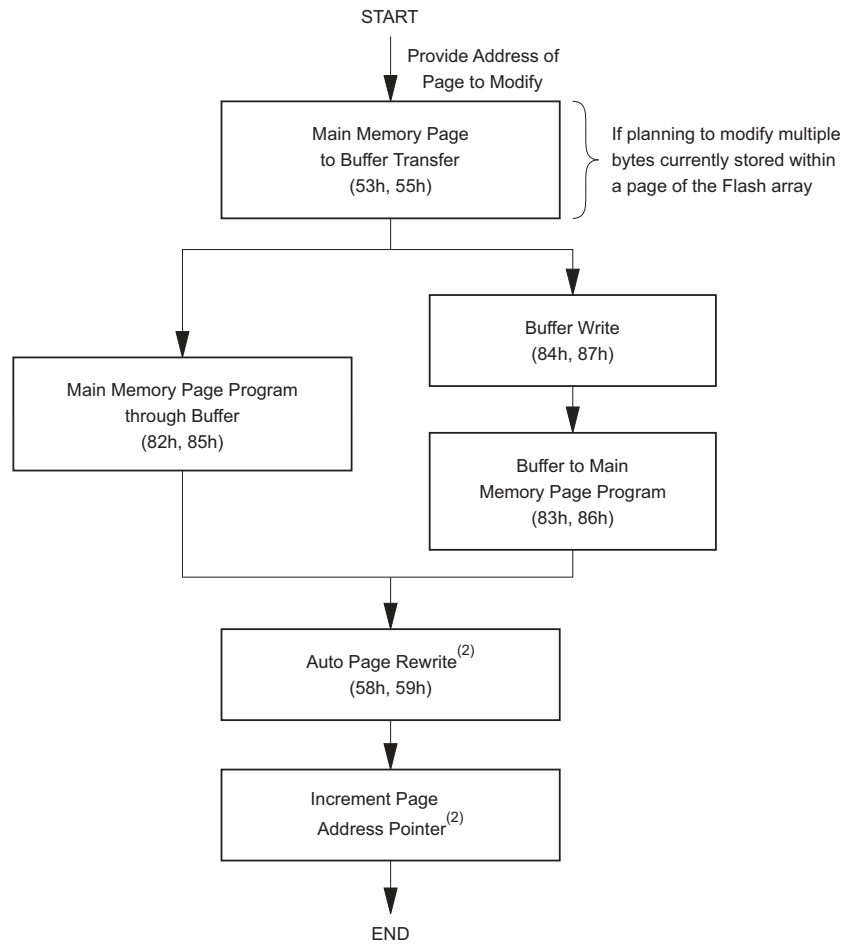 START
Provide Address of
Page to Modify
Main Memory Page
to Buffer Transfer
(53h, 55h)
If planning to modify multiple
bytes currently stored within
a page of the Flash array
Buffer Write
(84h, 87h)
Main Memory Page Program
through Buffer
(82h, 85h)
Buffer to Main
Memory Page Program
(83h, 86h)
Auto Page Rewrite(2)
(58h, 59h)
Increment Page
Address Pointer(2)
END